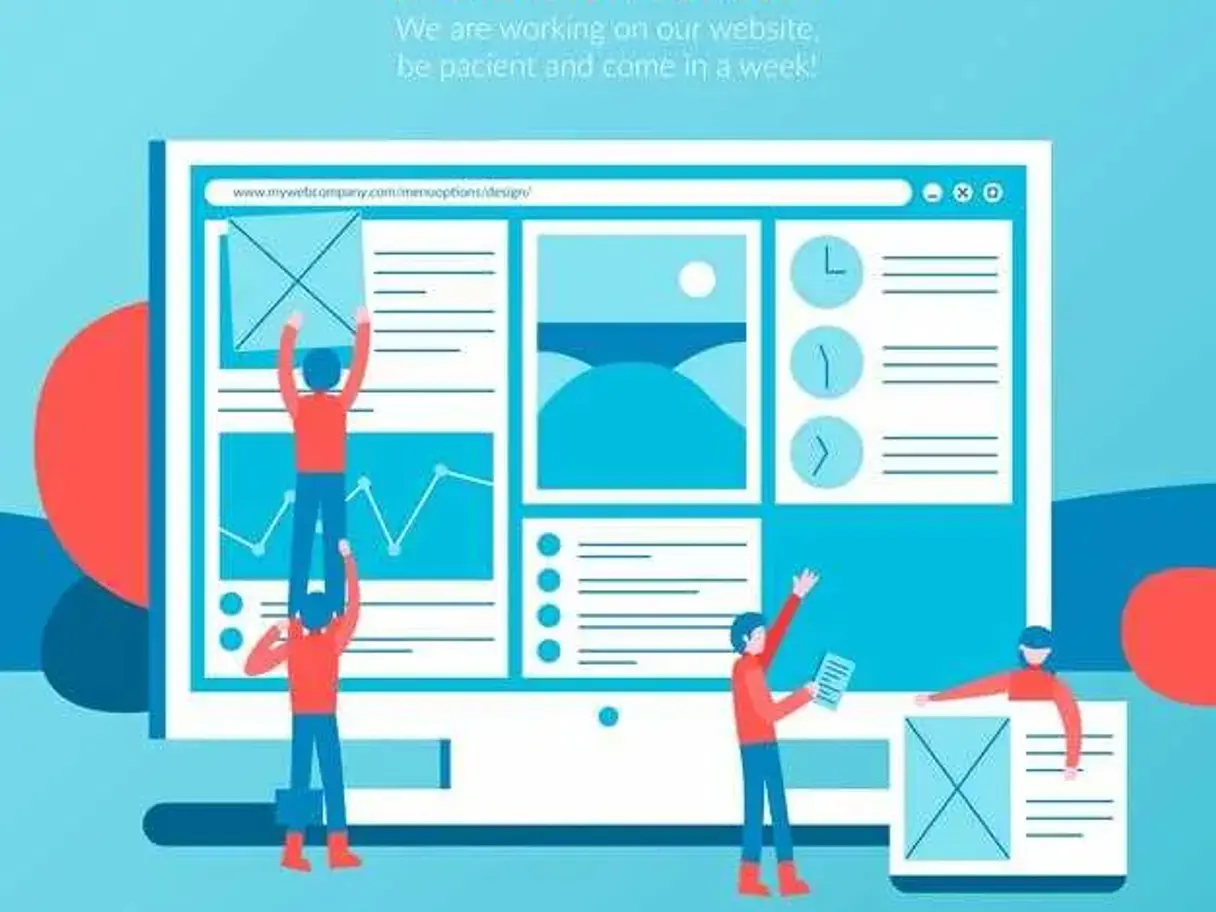 We are working on our website,
be pacient and come in a week!
www.mywebcompany.com/menuoptions/design/